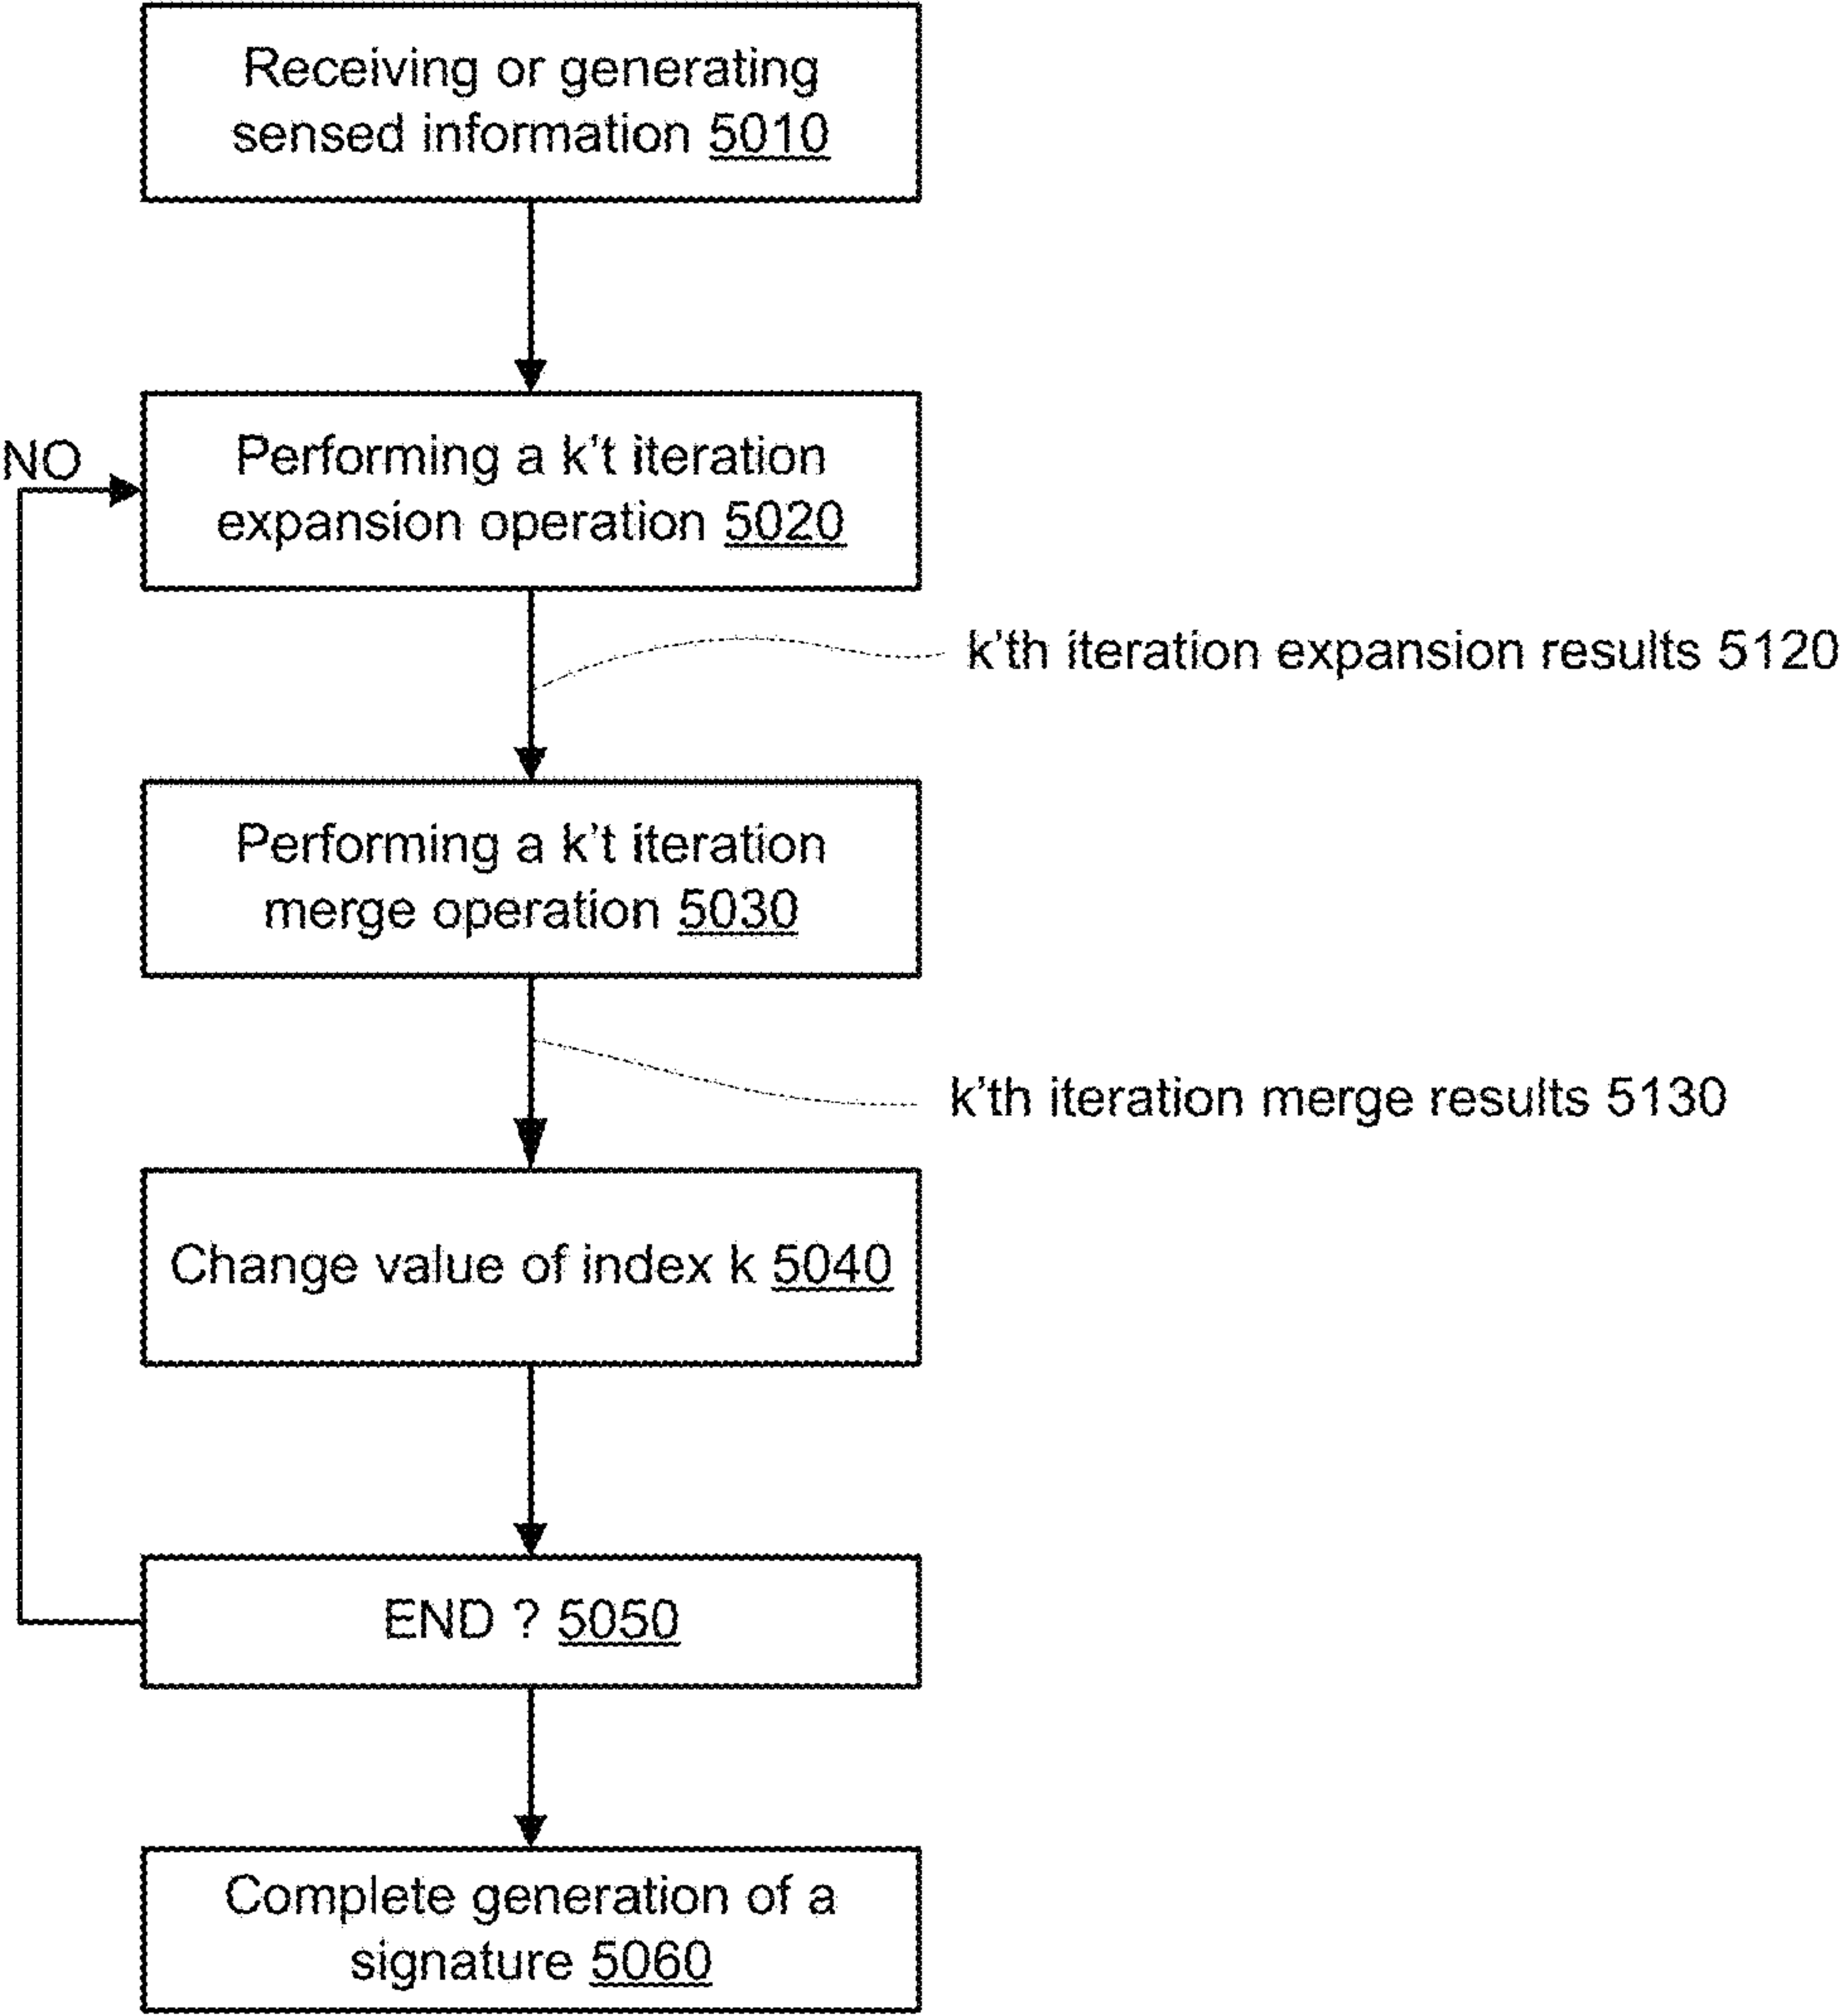 Receiving or generating
sensed information 5010
NO
Performing a k't iteration
expansion operation 5020
k'th iteration expansion results 5120
Performing a k't iteration
merge operation 5030
k'th iteration merge results 5130
Change value of index k 5040
END ? 5050
Complete generation of a
signature 5060